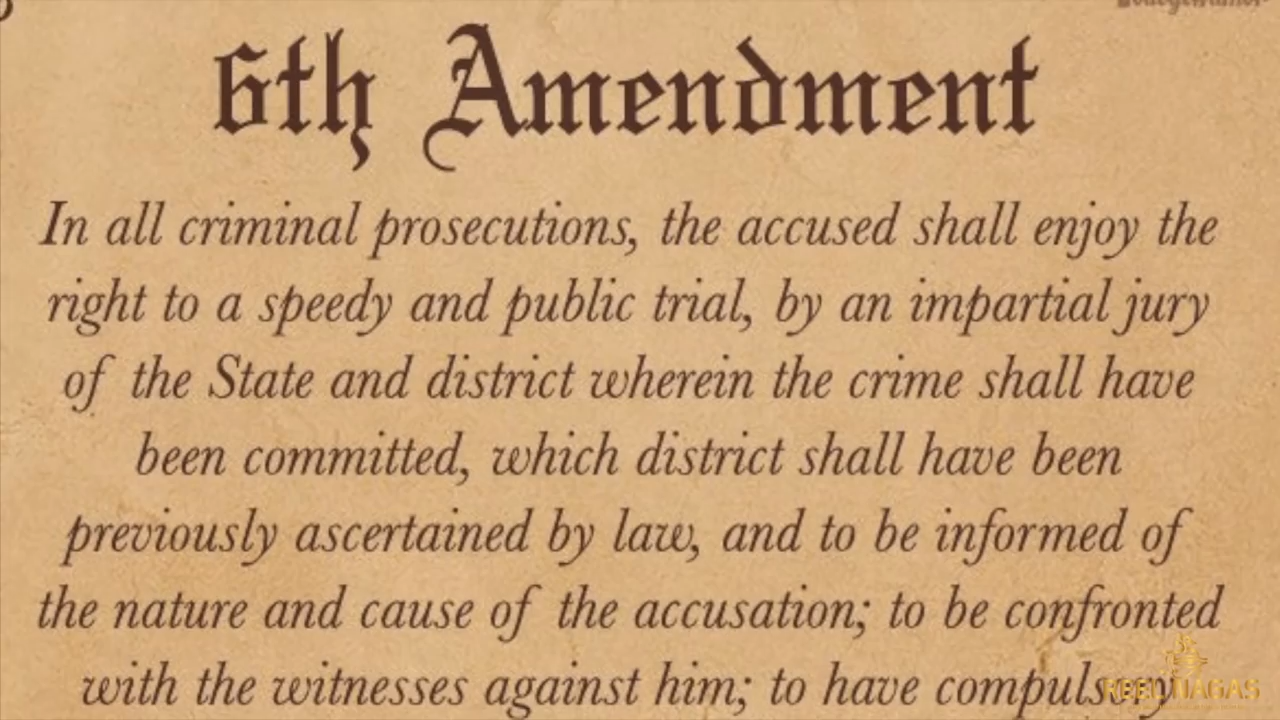 6th Amendment
In all criminal prosecutions, the accused shall enjoy the
right to a speedy and public trial, by an impartial jury
of the State and district wherein the crime shall have
been committed, which district shall have been
previously ascertained by law, and to be informed of
the nature and cause of the accusation; to be confronted
with the witnesses against him; to have compulsory
REEL NAGAS